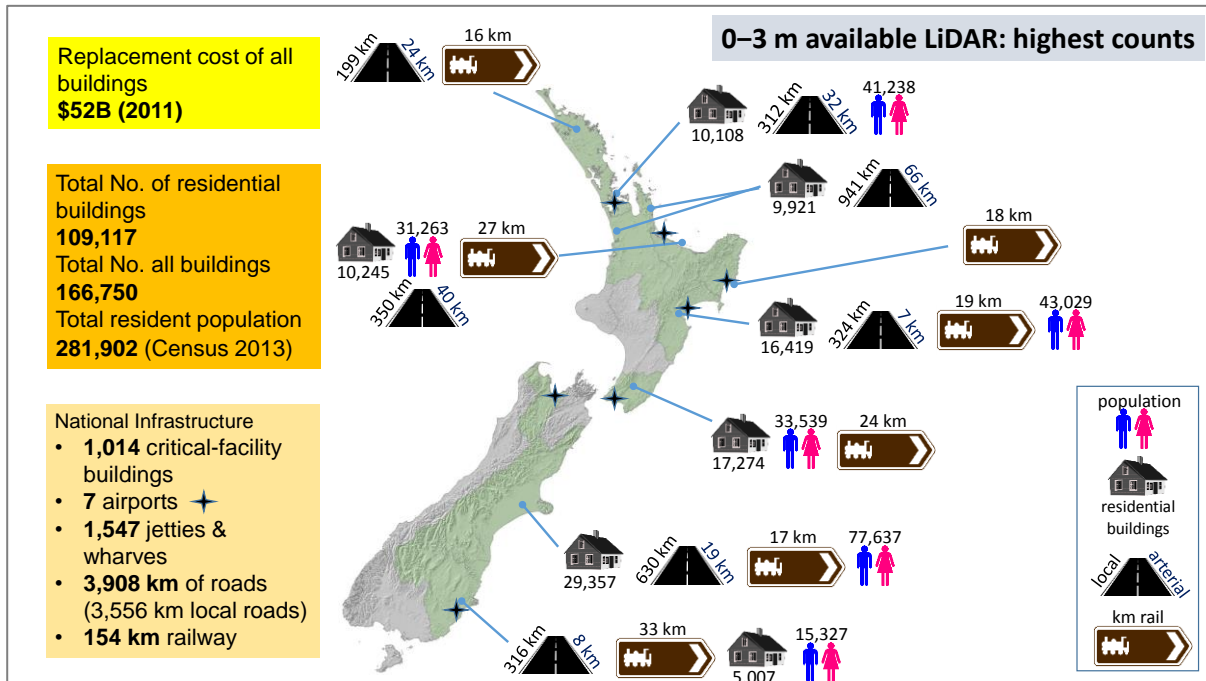 0–3 m available LiDAR: highest counts
Replacement cost of all
buildings
$52B (2011)
Total No. of residential
buildings
109,117
Total No. all buildings
166,750
Total resident population
281,902 (Census 2013)
National Infrastructure
• 1,014 critical-facility
buildings
• 7 airports
• 1,547 jetties &
wharves
• 3,908 km of roads
(3,556 km local roads)
• 154 km railway
199 km
24 km
16 km
10,108
312 km
32 km
41,238
9,921
941 km
66 km
10,245
31,263
27 km
350 km
40 km
18 km
16,419
324 km
7 km
19 km
43,029
17,274
33,539
24 km
29,357
630 km
19 km
17 km
77,637
316 km
8 km
33 km
5,007
15,327
population
residential
buildings
local
arterial
km rail